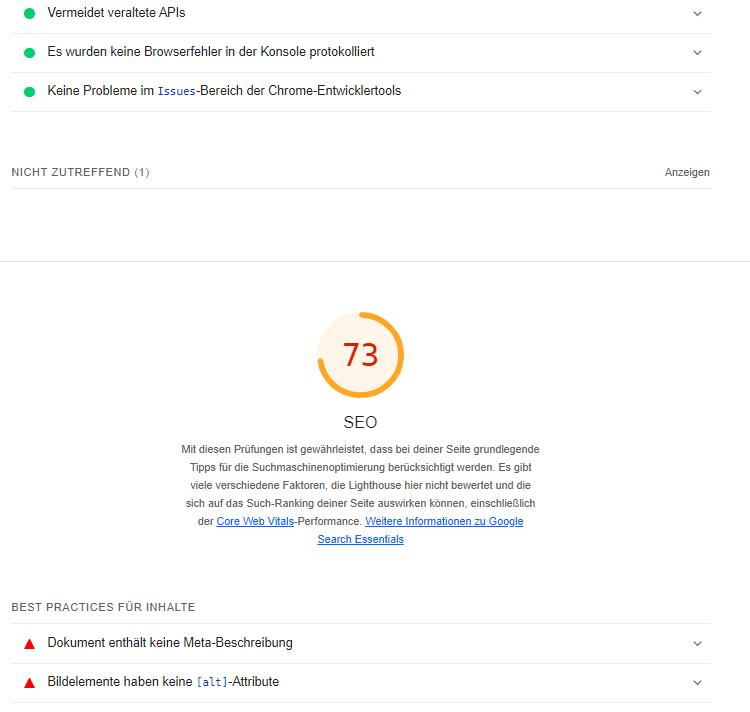 Vermeidet veraltete APIs
Es wurden keine Browserfehler in der Konsole protokolliert
Keine Probleme im Issues-Bereich der Chrome-Entwicklertools
NICHT ZUTREFFEND (1)
Anzeigen
73
SEO
Mit diesen Prüfungen ist gewährleistet, dass bei deiner Seite grundlegende
Tipps für die Suchmaschinenoptimierung berücksichtigt werden. Es gibt
viele verschiedene Faktoren, die Lighthouse hier nicht bewertet und die
sich auf das Such-Ranking deiner Seite auswirken können, einschließlich
der Core Web Vitals-Performance. Weitere Informationen zu Google
Search Essentials
BEST PRACTICES FÜR INHALTE
Dokument enthält keine Meta-Beschreibung
Bildelemente haben keine [alt]-Attribute